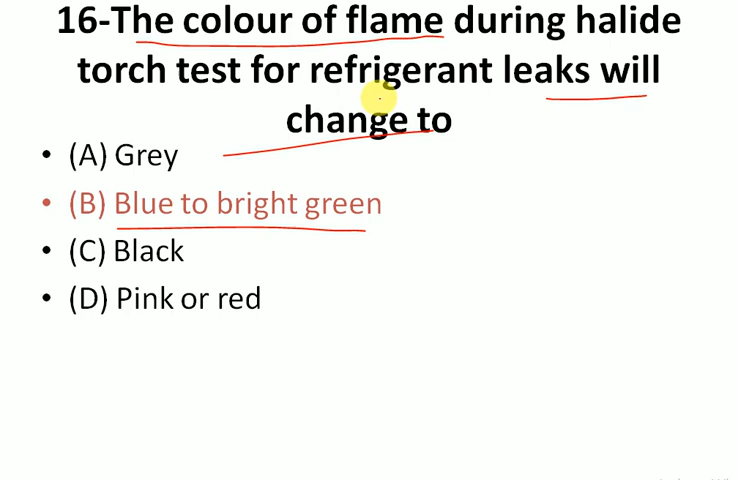 16-The colour of flame during halide
torch test for refrigerant leaks will
change to
• (A) Grey
• (B) Blue to bright green
• (C) Black
• (D) Pink or red